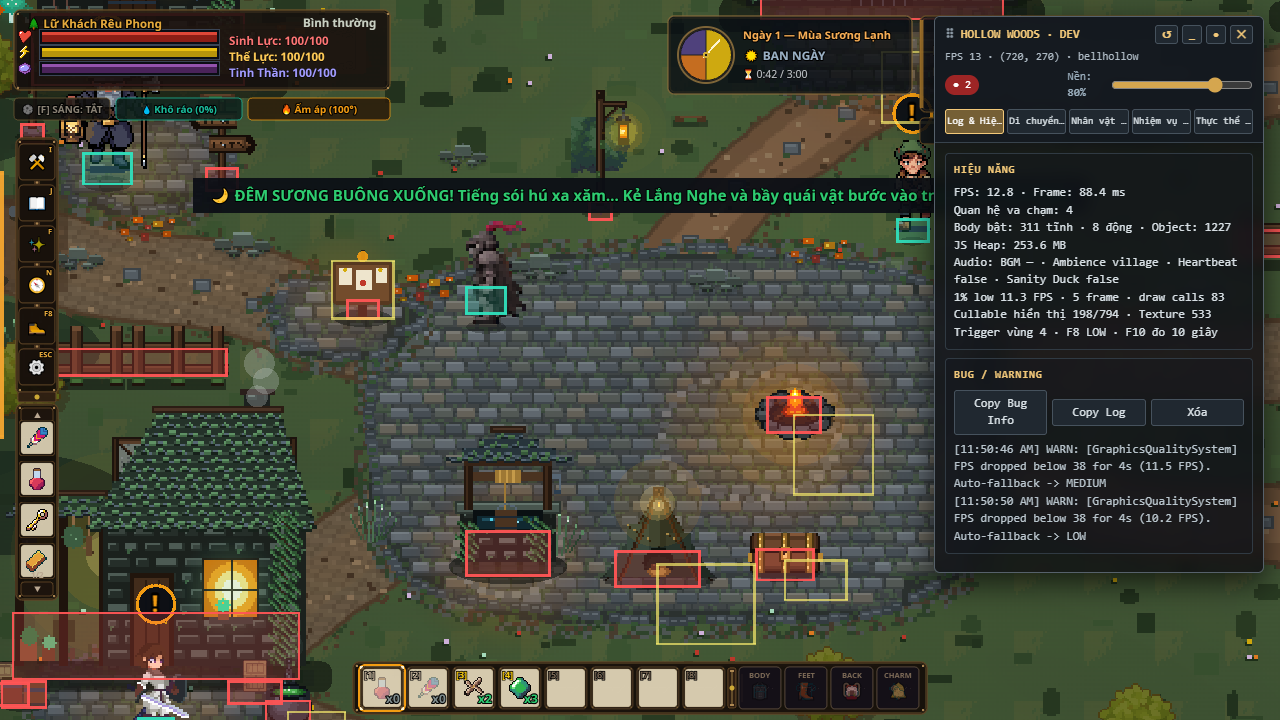 Lữ Khách Rêu Phong
Bình thường
Sinh Lực: 100/100
Thể Lực: 100/100
Tinh Thần: 100/100
[F] SÁNG: TẮT
Khô ráo (0%)
Ấm áp (100°)
Ngày 1 — Mùa Sương Lạnh
BAN NGÀY
0:42 / 3:00
ĐÊM SƯƠNG BUÔNG XUỐNG! Tiếng sói hú xa xăm... Kẻ Lắng Nghe và bầy quái vật bước vào tr
I
J
F
N
F8
ESC
HOLLOW WOODS · DEV
FPS 13 · (720, 270) · bellhollow
2
Nền:
80%
Log & Hiệ…
Di chuyển…
Nhân vật …
Nhiệm vụ …
Thực thể …
HIỆU NĂNG
FPS: 12.8 · Frame: 88.4 ms
Quan hệ va chạm: 4
Body bật: 311 tĩnh · 8 động · Object: 1227
JS Heap: 253.6 MB
Audio: BGM — · Ambience village · Heartbeat
false · Sanity Duck false
1% low 11.3 FPS · 5 frame · draw calls 83
Cullable hiển thị 198/794 · Texture 533
Trigger vùng 4 · F8 LOW · F10 đo 10 giây
BUG / WARNING
Copy Bug
Info
Copy Log
Xóa
[11:50:46 AM] WARN: [GraphicsQualitySystem]
FPS dropped below 38 for 4s (11.5 FPS).
Auto-fallback -> MEDIUM
[11:50:50 AM] WARN: [GraphicsQualitySystem]
FPS dropped below 38 for 4s (10.2 FPS).
Auto-fallback -> LOW
[1] x0
[2] x0
[3] x2
[4] x3
[5]
[6]
[7]
[8]
BODY
FEET
BACK
CHARM